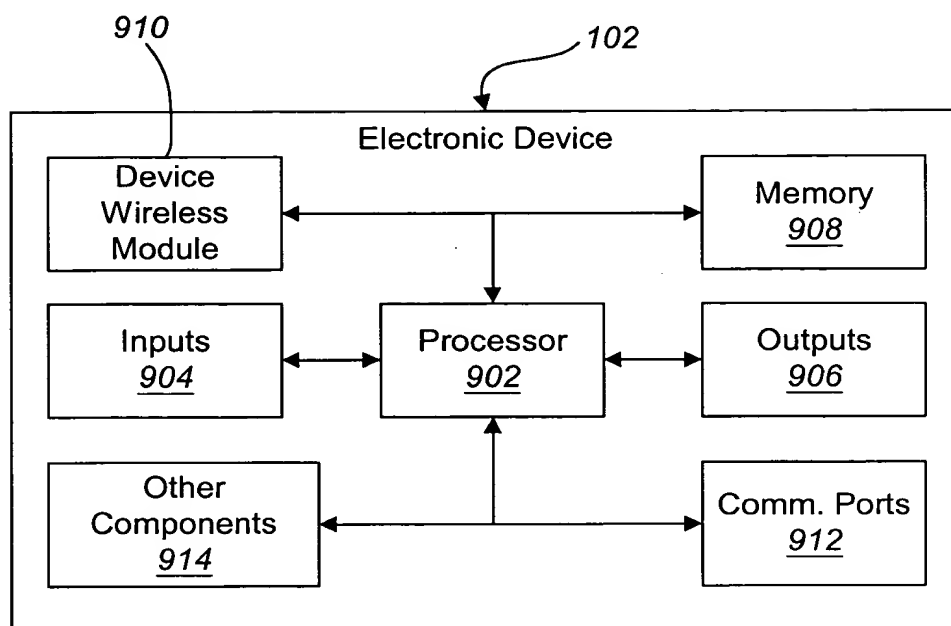 910
102
Electronic Device
Device
Wireless
Module
Memory
908
Inputs
904
Processor
902
Outputs
906
Other
Components
914
Comm. Ports
912